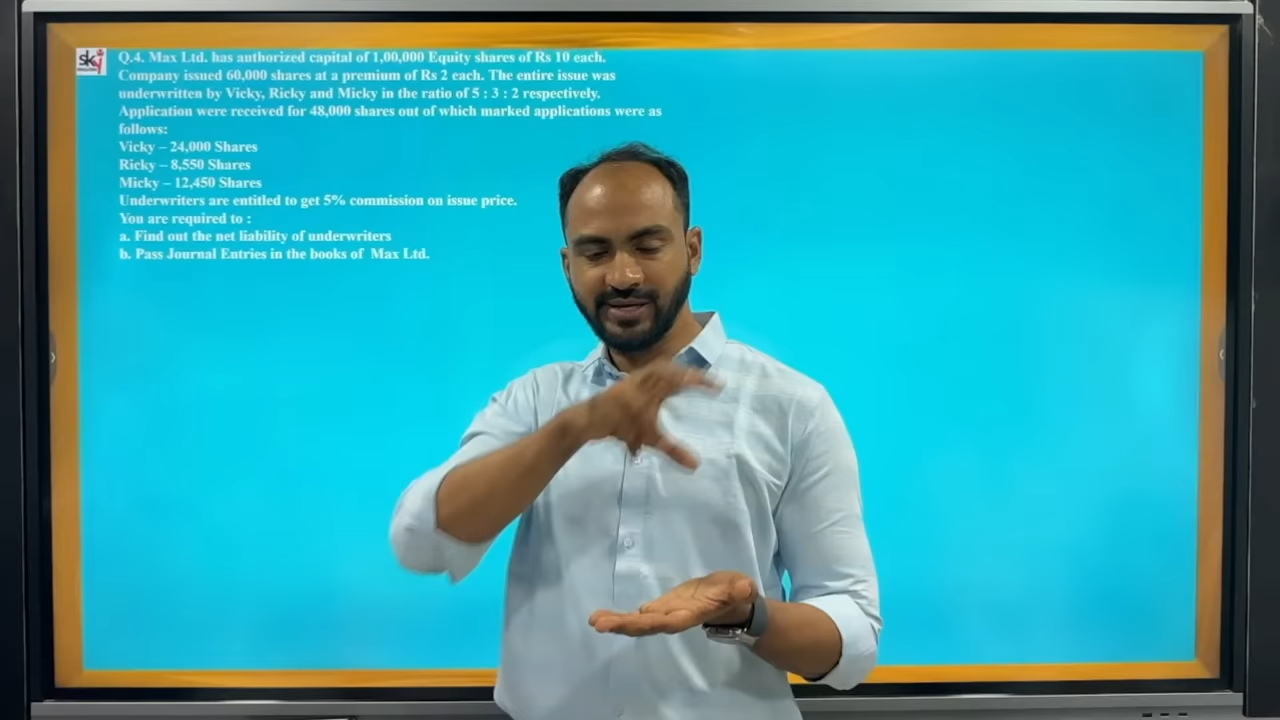 sky
Q.4. Max Ltd. has authorized capital of 1,00,000 Equity shares of Rs 10 each.
Company issued 60,000 shares at a premium of Rs 2 each. The entire issue was
underwritten by Vicky, Ricky and Micky in the ratio of 5 : 3 : 2 respectively.
Application were received for 48,000 shares out of which marked applications were as
follows:
Vicky – 24,000 Shares
Ricky – 8,550 Shares
Micky – 12,450 Shares
Underwriters are entitled to get 5% commission on issue price.
You are required to :
a. Find out the net liability of underwriters
b. Pass Journal Entries in the books of Max Ltd.